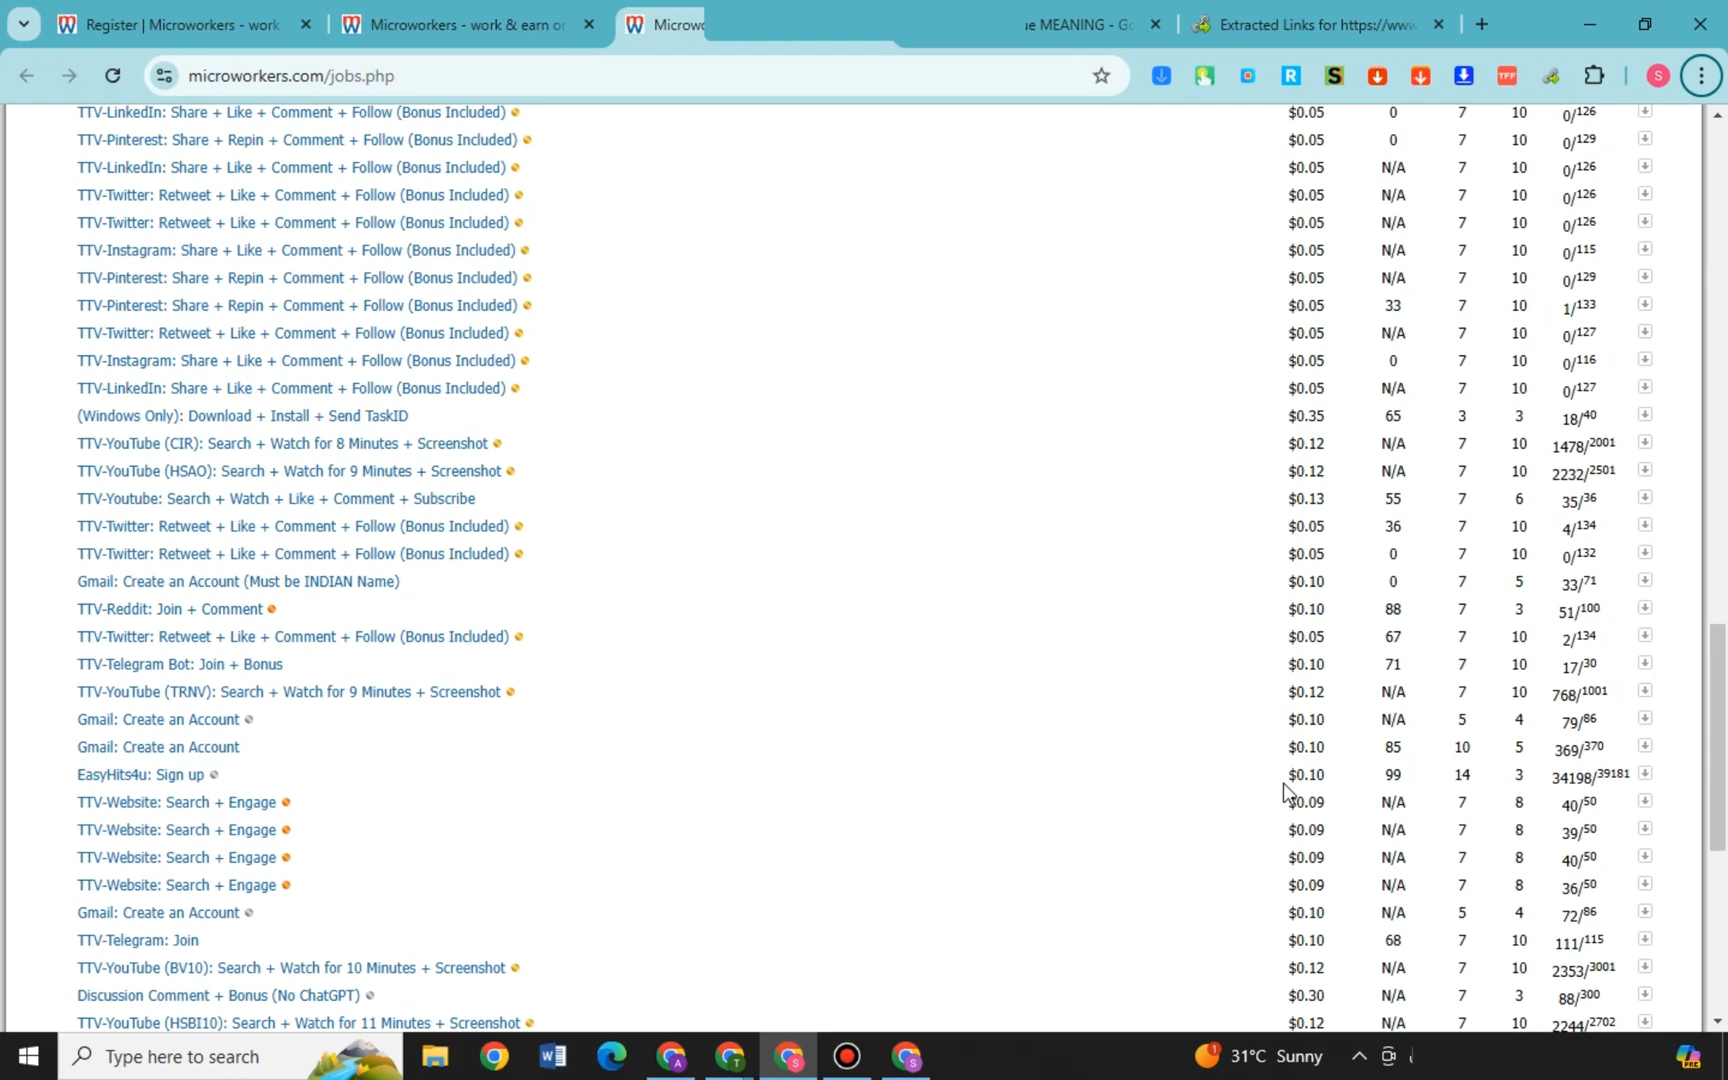 Register | Microworkers - work
Microworkers - work & earn or
Microwo
ıe MEANING - Go
Extracted Links for https://www
microworkers.com/jobs.php
TTV-LinkedIn: Share + Like + Comment + Follow (Bonus Included) $0.05 0 7 10 0/126
TTV-Pinterest: Share + Repin + Comment + Follow (Bonus Included) $0.05 0 7 10 0/129
TTV-LinkedIn: Share + Like + Comment + Follow (Bonus Included) $0.05 N/A 7 10 0/126
TTV-Twitter: Retweet + Like + Comment + Follow (Bonus Included) $0.05 N/A 7 10 0/126
TTV-Twitter: Retweet + Like + Comment + Follow (Bonus Included) $0.05 N/A 7 10 0/126
TTV-Instagram: Share + Like + Comment + Follow (Bonus Included) $0.05 N/A 7 10 0/115
TTV-Pinterest: Share + Repin + Comment + Follow (Bonus Included) $0.05 N/A 7 10 0/129
TTV-Pinterest: Share + Repin + Comment + Follow (Bonus Included) $0.05 33 7 10 1/133
TTV-Twitter: Retweet + Like + Comment + Follow (Bonus Included) $0.05 N/A 7 10 0/127
TTV-Instagram: Share + Like + Comment + Follow (Bonus Included) $0.05 0 7 10 0/116
TTV-LinkedIn: Share + Like + Comment + Follow (Bonus Included) $0.05 N/A 7 10 0/127
(Windows Only): Download + Install + Send TaskID $0.35 65 3 3 18/40
TTV-YouTube (CIR): Search + Watch for 8 Minutes + Screenshot $0.12 N/A 7 10 1478/2001
TTV-YouTube (HSAO): Search + Watch for 9 Minutes + Screenshot $0.12 N/A 7 10 2232/2501
TTV-Youtube: Search + Watch + Like + Comment + Subscribe $0.13 55 7 6 35/36
TTV-Twitter: Retweet + Like + Comment + Follow (Bonus Included) $0.05 36 7 10 4/134
TTV-Twitter: Retweet + Like + Comment + Follow (Bonus Included) $0.05 0 7 10 0/132
Gmail: Create an Account (Must be INDIAN Name) $0.10 0 7 5 33/71
TTV-Reddit: Join + Comment $0.10 88 7 3 51/100
TTV-Twitter: Retweet + Like + Comment + Follow (Bonus Included) $0.05 67 7 10 2/134
TTV-Telegram Bot: Join + Bonus $0.10 71 7 10 17/30
TTV-YouTube (TRNV): Search + Watch for 9 Minutes + Screenshot $0.12 N/A 7 10 768/1001
Gmail: Create an Account $0.10 N/A 5 4 79/86
Gmail: Create an Account $0.10 85 10 5 369/370
EasyHits4u: Sign up $0.10 99 14 3 34198/39181
TTV-Website: Search + Engage $0.09 N/A 7 8 40/50
TTV-Website: Search + Engage $0.09 N/A 7 8 39/50
TTV-Website: Search + Engage $0.09 N/A 7 8 40/50
TTV-Website: Search + Engage $0.09 N/A 7 8 36/50
Gmail: Create an Account $0.10 N/A 5 4 72/86
TTV-Telegram: Join $0.10 68 7 10 111/115
TTV-YouTube (BV10): Search + Watch for 10 Minutes + Screenshot $0.12 N/A 7 10 2353/3001
Discussion Comment + Bonus (No ChatGPT) $0.30 N/A 7 3 88/300
TTV-YouTube (HSBI10): Search + Watch for 11 Minutes + Screenshot $0.12 N/A 7 10 2244/2702
Type here to search
31°C Sunny